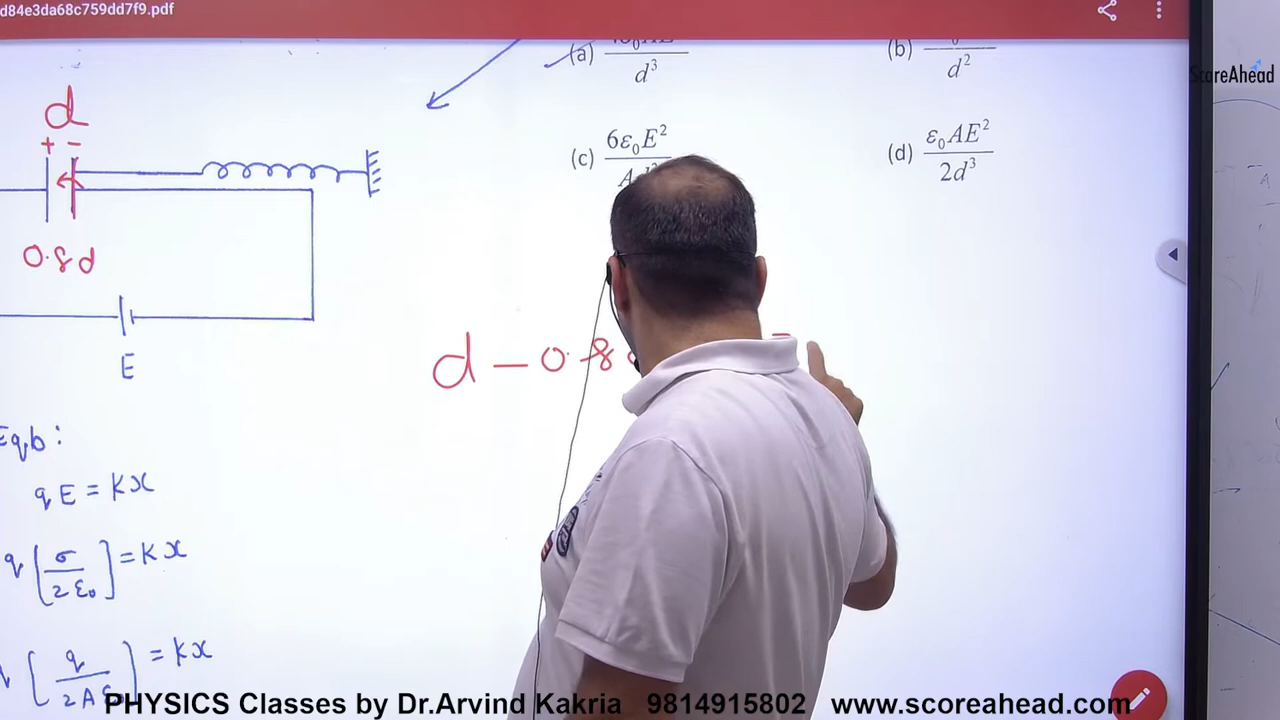 d84e3da68c759dd7f9.pdf
ScoreAhead
(a) d³
(b) d²
(c) 6ε₀E²
(d) ε₀AE² / 2d³
d
+ -
0.8d
E
d - 0.8
Eqb:
qE = Kx
q[σ / 2ε₀] = Kx
[q / 2Aε₀] = Kx
PHYSICS Classes by Dr.Arvind Kakria 9814915802 www.scoreahead.com